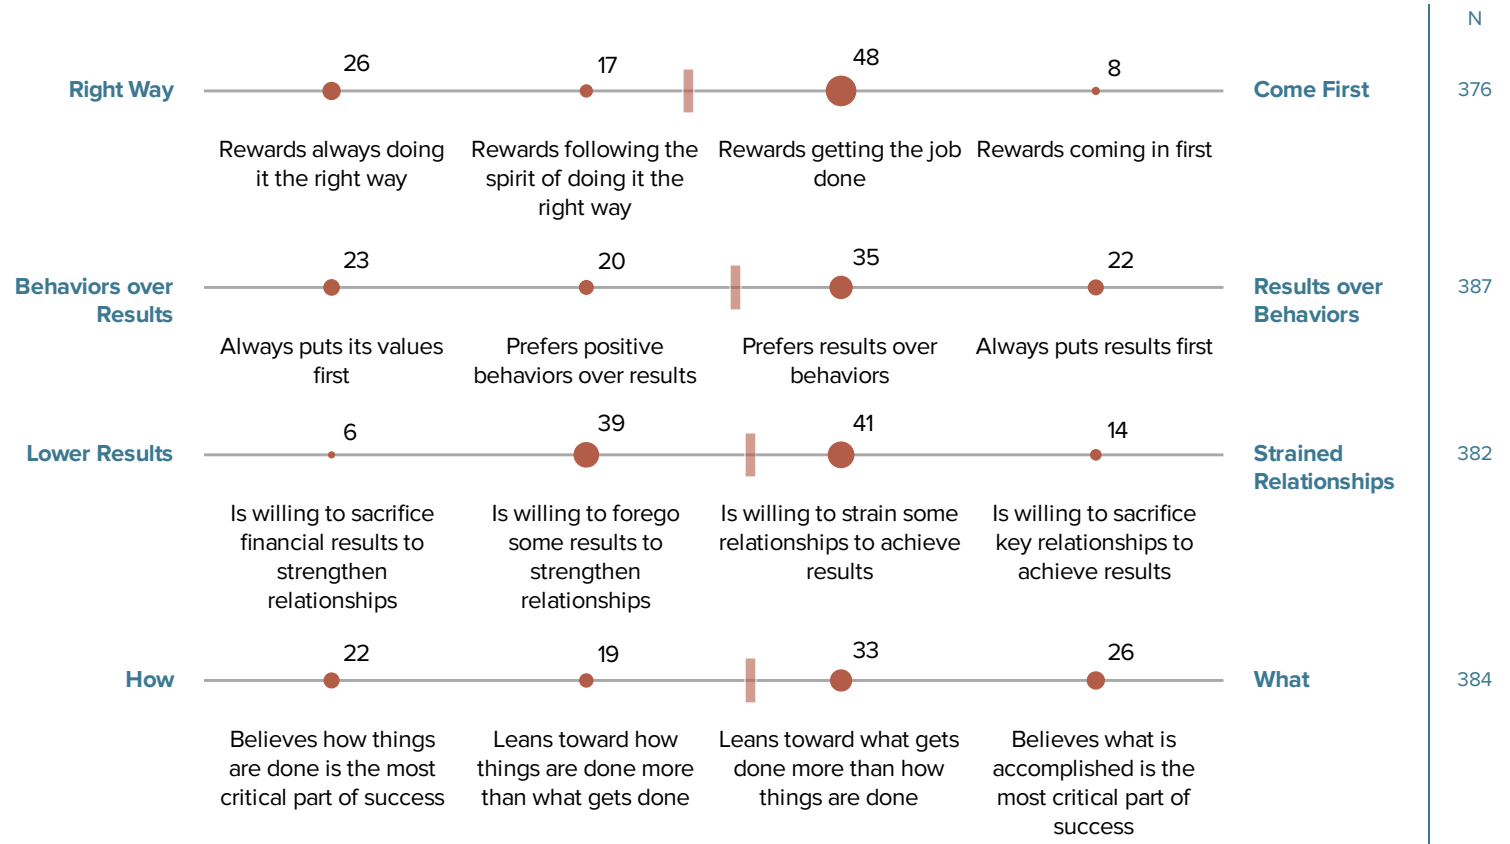 N
26
17
48
8
Right Way
Come First
376
Rewards always doing
it the right way
Rewards following the
spirit of doing it the
right way
Rewards getting the job
done
Rewards coming in first
23
20
35
22
Behaviors over
Results
Results over
Behaviors
387
Always puts its values
first
Prefers positive
behaviors over results
Prefers results over
behaviors
Always puts results first
6
39
41
14
Lower Results
Strained
Relationships
382
Is willing to sacrifice
financial results to
strengthen
relationships
Is willing to forego
some results to
strengthen
relationships
Is willing to strain some
relationships to achieve
results
Is willing to sacrifice
key relationships to
achieve results
22
19
33
26
How
What
384
Believes how things
are done is the most
critical part of success
Leans toward how
things are done more
than what gets done
Leans toward what gets
done more than how
things are done
Believes what is
accomplished is the
most critical part of
success